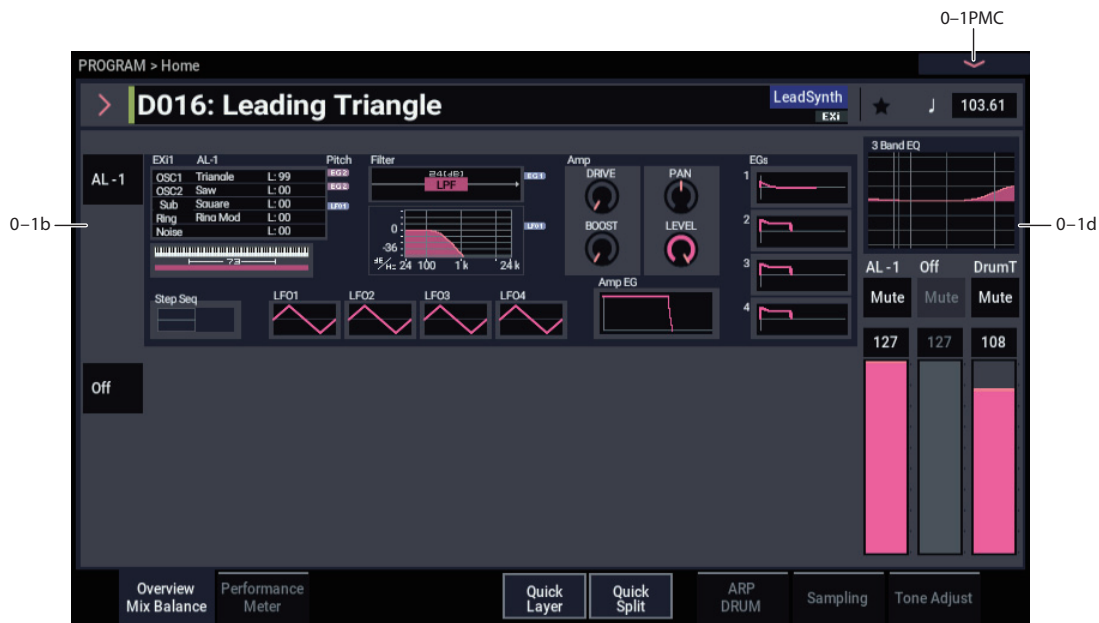 0–1PMC
PROGRAM > Home
D016: Leading Triangle
LeadSynth
EXi
103.61
AL-1
EXi1 AL-1 Pitch
OSC1 Triangle L: 99 EG2
OSC2 Saw L: 00 EG2
Sub Square L: 00 LFO1
Ring Ring Mod L: 00
Noise L: 00
73
Filter
24[dB]
LPF
EG1
0
-36
dB/Hz 24 100 1k 24k
LFO1
Amp
DRIVE PAN
BOOST LEVEL
EGs
1
2
3
4
Step Seq
LFO1 LFO2 LFO3 LFO4
Amp EG
3 Band EQ
0–1b
0–1d
AL-1 Off DrumT
Mute Mute Mute
127 127 108
Off
Overview
Mix Balance
Performance
Meter
Quick
Layer
Quick
Split
ARP
DRUM
Sampling
Tone Adjust